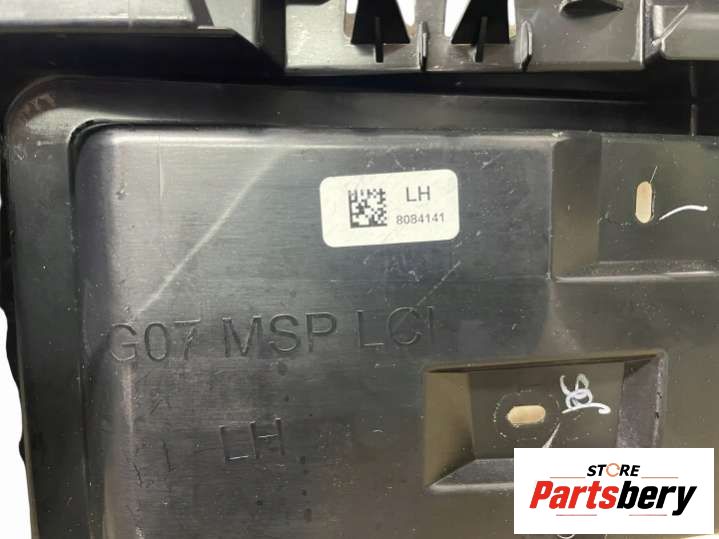 LH
8084141
G07 MSP LCI
LH
STORE
Partsbery